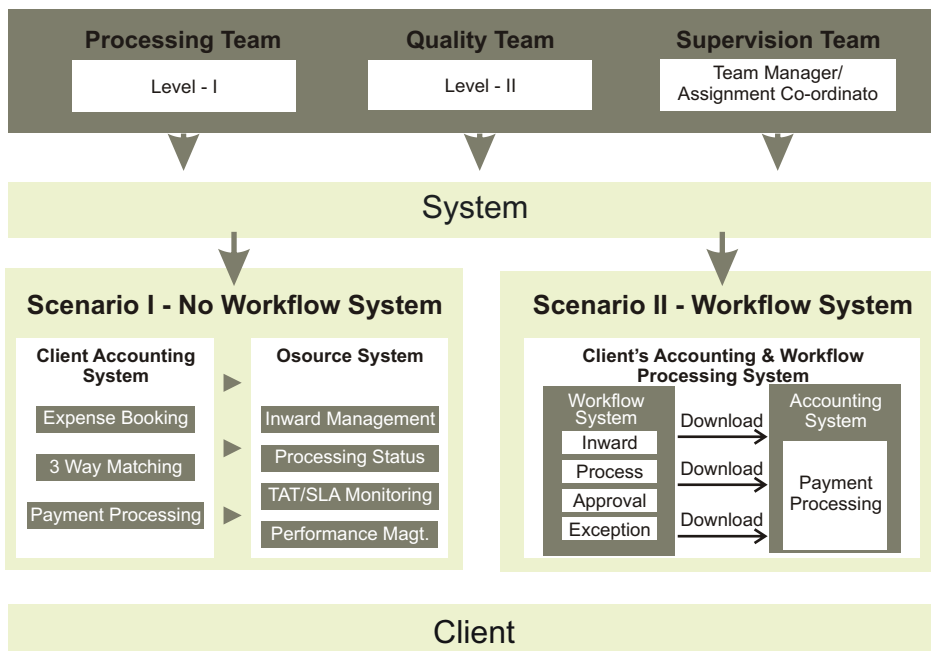 Processing Team
Level - I
Quality Team
Level - II
Supervision Team
Team Manager/
Assignment Co-ordinato
System
Scenario I - No Workflow System
Client Accounting
System
Expense Booking
3 Way Matching
Payment Processing
Osource System
Inward Management
Processing Status
TAT/SLA Monitoring
Performance Magt.
Scenario II - Workflow System
Client's Accounting & Workflow
Processing System
Workflow
System
Inward
Process
Approval
Exception
Download
Download
Download
Accounting
System
Payment
Processing
Client